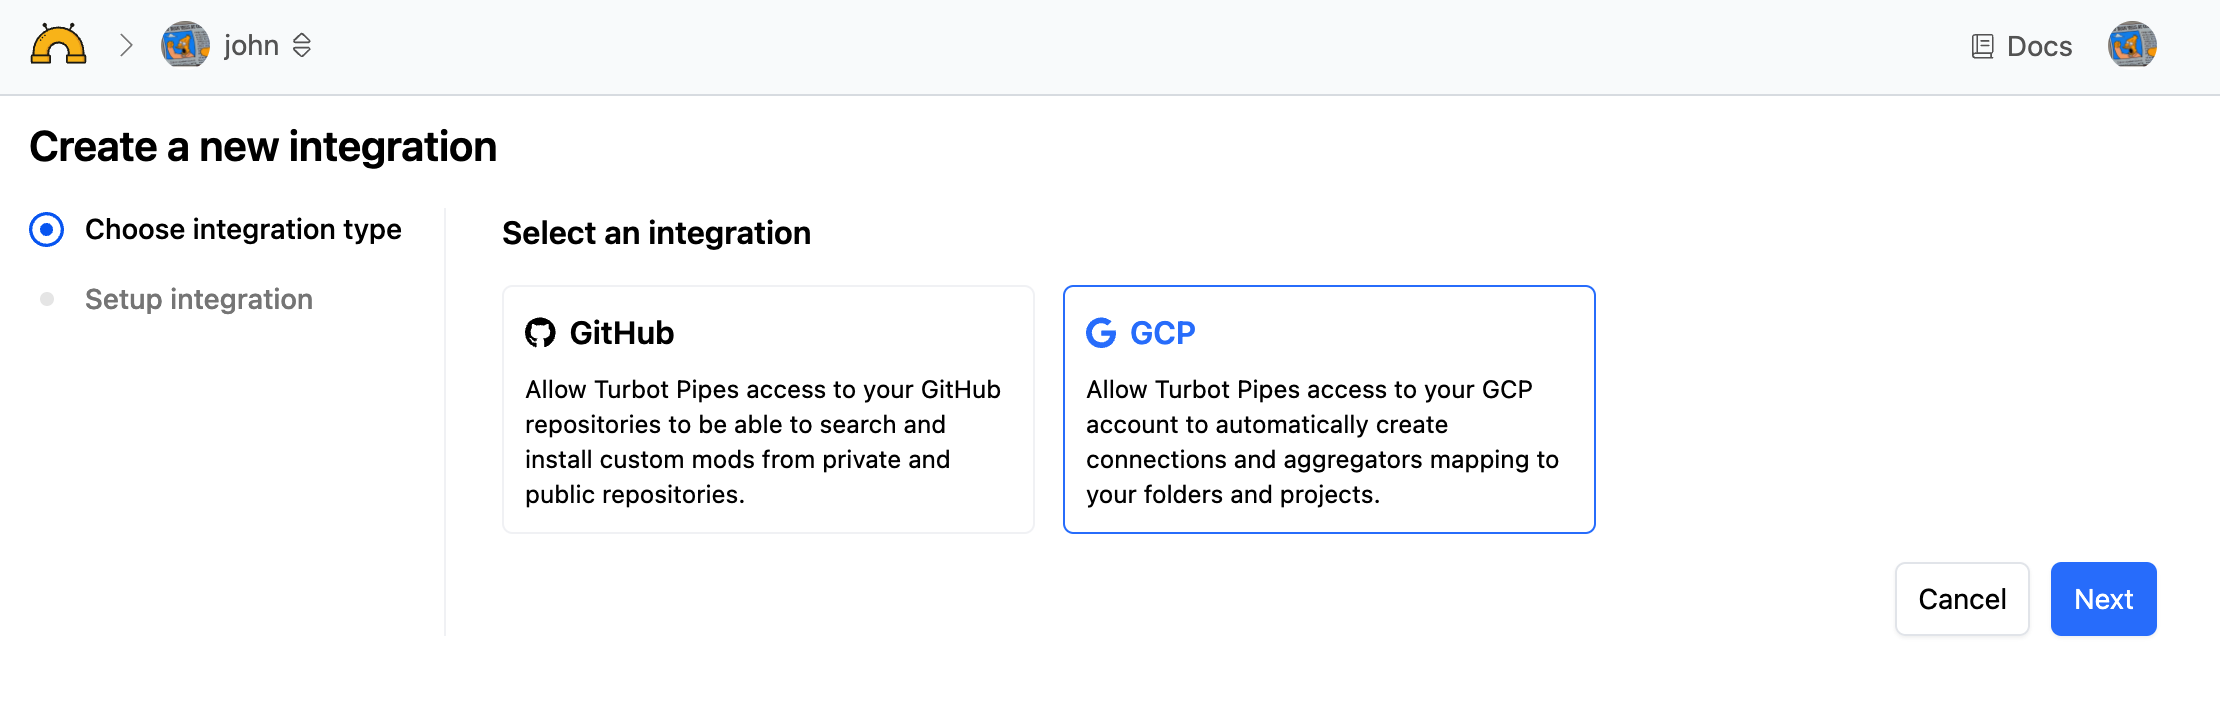 john
Docs
Create a new integration
Choose integration type
Setup integration
Select an integration
GitHub
Allow Turbot Pipes access to your GitHub
repositories to be able to search and
install custom mods from private and
public repositories.
GCP
Allow Turbot Pipes access to your GCP
account to automatically create
connections and aggregators mapping to
your folders and projects.
Cancel
Next